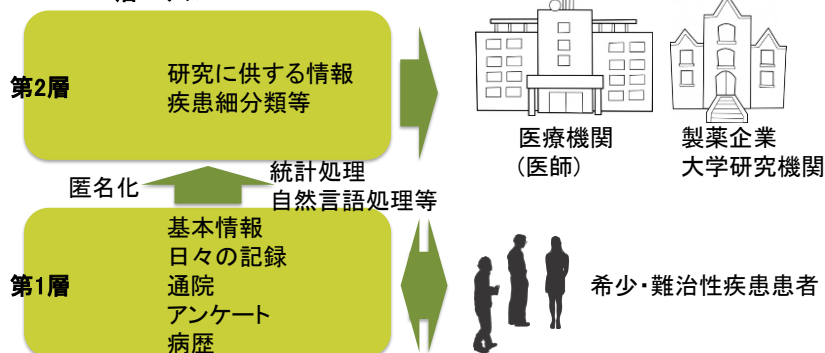 第2層
研究に供する情報
疾患細分類等
医療機関
(医師)
製薬企業
大学研究機関
匿名化
統計処理
自然言語処理等
第1層
基本情報
日々の記録
通院
アンケート
病歴
希少・難治性疾患患者